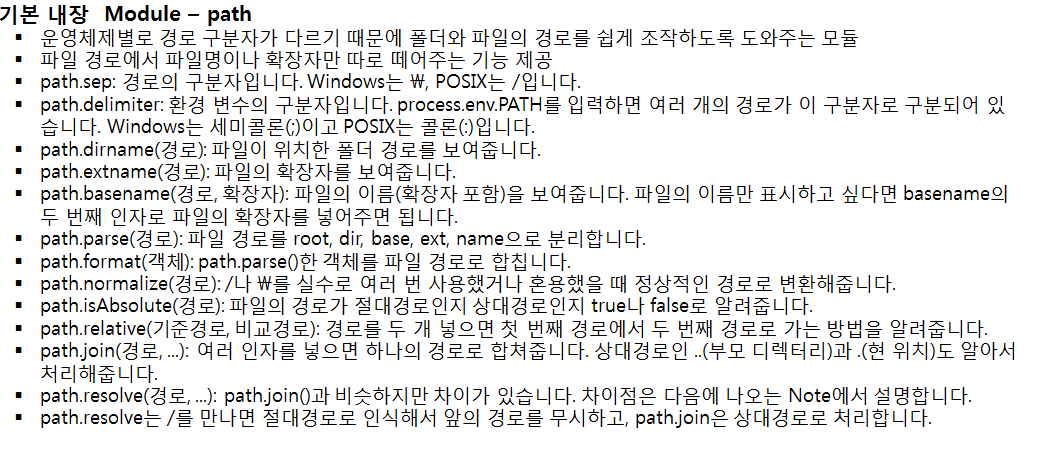 기본 내장 Module – path
▪ 운영체제별로 경로 구분자가 다르기 때문에 폴더와 파일의 경로를 쉽게 조작하도록 도와주는 모듈
▪ 파일 경로에서 파일명이나 확장자만 따로 떼어주는 기능 제공
▪ path.sep: 경로의 구분자입니다. Windows는 ₩, POSIX는 /입니다.
▪ path.delimiter: 환경 변수의 구분자입니다. process.env.PATH를 입력하면 여러 개의 경로가 이 구분자로 구분되어 있
습니다. Windows는 세미콜론(;)이고 POSIX는 콜론(:)입니다.
▪ path.dirname(경로): 파일이 위치한 폴더 경로를 보여줍니다.
▪ path.extname(경로): 파일의 확장자를 보여줍니다.
▪ path.basename(경로, 확장자): 파일의 이름(확장자 포함)을 보여줍니다. 파일의 이름만 표시하고 싶다면 basename의
두 번째 인자로 파일의 확장자를 넣어주면 됩니다.
▪ path.parse(경로): 파일 경로를 root, dir, base, ext, name으로 분리합니다.
▪ path.format(객체): path.parse()한 객체를 파일 경로로 합칩니다.
▪ path.normalize(경로): /나 ₩를 실수로 여러 번 사용했거나 혼용했을 때 정상적인 경로로 변환해줍니다.
▪ path.isAbsolute(경로): 파일의 경로가 절대경로인지 상대경로인지 true나 false로 알려줍니다.
▪ path.relative(기준경로, 비교경로): 경로를 두 개 넣으면 첫 번째 경로에서 두 번째 경로로 가는 방법을 알려줍니다.
▪ path.join(경로, ...): 여러 인자를 넣으면 하나의 경로로 합쳐줍니다. 상대경로인 ..(부모 디렉터리)과 .(현 위치)도 알아서
처리해줍니다.
▪ path.resolve(경로, ...): path.join()과 비슷하지만 차이가 있습니다. 차이점은 다음에 나오는 Note에서 설명합니다.
▪ path.resolve는 /를 만나면 절대경로로 인식해서 앞의 경로를 무시하고, path.join은 상대경로로 처리합니다.